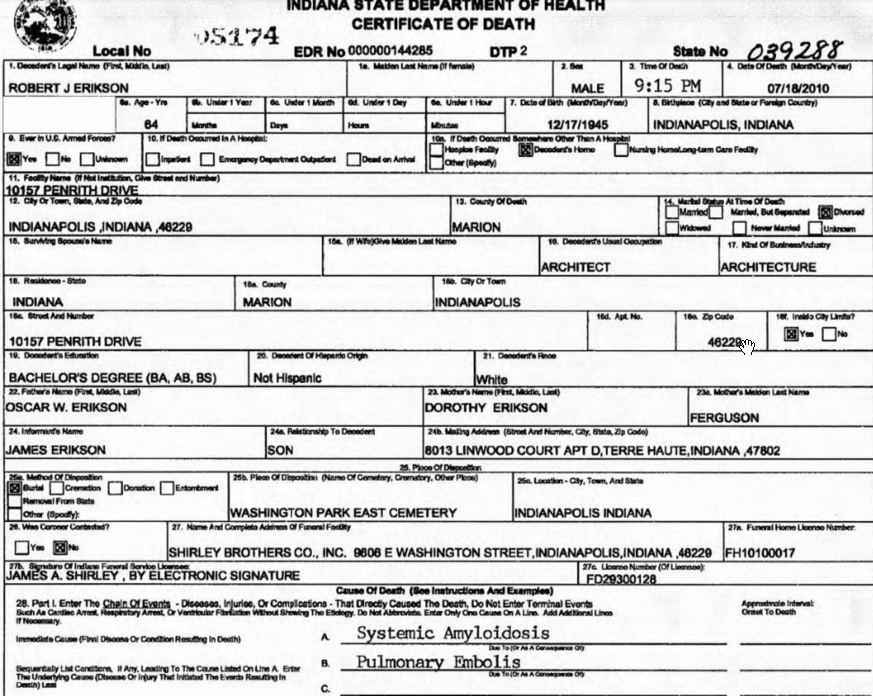 INDIANA STATE DEPARTMENT OF HEALTH
CERTIFICATE OF DEATH
Local No 05174 EDR No 000000144285 DTP 2 State No 039288
1. Decedent's Legal Name (First, Middle, Last) 1a. Maiden Last Name (If female) 2. Sex 3. Time Of Death 4. Date Of Death (Month/Day/Year)
ROBERT J ERIKSON MALE 9:15 PM 07/18/2010
6a. Age - Yrs 6b. Under 1 Year 6c. Under 1 Month 6d. Under 1 Day 6e. Under 1 Hour 7. Date of Birth (Month/Day/Year) 8. Birthplace (City and State or Foreign Country)
64 Months Days Hours Minutes 12/17/1945 INDIANAPOLIS, INDIANA
9. Ever in U.S. Armed Forces? 10. If Death Occurred In A Hospital: 10a. If Death Occurred Somewhere Other Than A Hospital
Yes No Unknown Inpatient Emergency Department Outpatient Dead on Arrival Hospice Facility Decedent's Home Nursing Home/Long-term Care Facility
Other (Specify)
11. Facility Name (If Not Institution, Give Street and Number)
10157 PENRITH DRIVE
12. City Or Town, State, And Zip Code 13. County Of Death 14. Marital Status At Time Of Death
Married Married, But Separated Divorced
INDIANAPOLIS ,INDIANA ,46229 MARION Widowed Never Married Unknown
15. Surviving Spouse's Name 15a. (If Wife)Give Maiden Last Name 16. Decedent's Usual Occupation 17. Kind Of Business/Industry
ARCHITECT ARCHITECTURE
18. Residence - State 18a. County 18b. City Or Town
INDIANA MARION INDIANAPOLIS
18c. Street And Number 18d. Apt. No. 18e. Zip Code 18f. Inside City Limits?
10157 PENRITH DRIVE 46229 Yes No
19. Decedent's Education 20. Decedent Of Hispanic Origin 21. Decedent's Race
BACHELOR'S DEGREE (BA, AB, BS) Not Hispanic White
22. Father's Name (First, Middle, Last) 23. Mother's Name (First, Middle, Last) 23a. Mother's Maiden Last Name
OSCAR W. ERIKSON DOROTHY ERIKSON FERGUSON
24. Informant's Name 24a. Relationship To Decedent 24b. Mailing Address (Street And Number, City, State, Zip Code)
JAMES ERIKSON SON 8013 LINWOOD COURT APT D,TERRE HAUTE,INDIANA ,47802
25. Place Of Disposition
25a. Method Of Disposition 25b. Place Of Disposition (Name Of Cemetery, Crematory, Other Place) 25c. Location - City, Town, And State
Burial Cremation Donation Entombment
Removal From State
Other (Specify): WASHINGTON PARK EAST CEMETERY INDIANAPOLIS INDIANA
26. Was Coroner Contacted? 27. Name And Complete Address Of Funeral Facility 27a. Funeral Home License Number:
Yes No SHIRLEY BROTHERS CO., INC. 9606 E WASHINGTON STREET,INDIANAPOLIS,INDIANA ,46229 FH10100017
27b. Signature Of Indiana Funeral Service Licensee: 27c. License Number (Of Licensee):
JAMES A. SHIRLEY , BY ELECTRONIC SIGNATURE FD29300128
Cause Of Death (See Instructions And Examples)
28. Part I. Enter The Chain Of Events - Diseases, Injuries, Or Complications - That Directly Caused The Death, Do Not Enter Terminal Events Approximate Interval:
Such As Cardiac Arrest, Respiratory Arrest, Or Ventricular Fibrillation Without Showing The Etiology. Do Not Abbreviate. Enter Only One Cause On A Line. Add Additional Lines Onset To Death
If Necessary.
Immediate Cause (Final Disease Or Condition Resulting In Death) A. Systemic Amyloidosis
Due To (Or As A Consequence Of):
Sequentially List Conditions, If Any, Leading To The Cause Listed On Line A. Enter B. Pulmonary Embolis
The Underlying Cause (Disease Or Injury That Initiated The Events Resulting In Due To (Or As A Consequence Of):
Death) Last C.